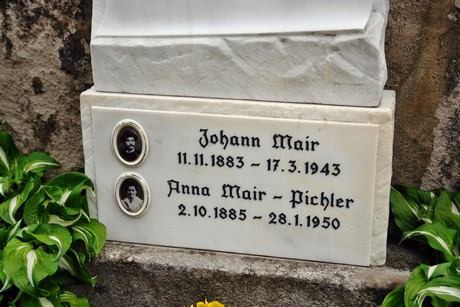 Johann Mair
11.11.1883 - 17.3.1943
Anna Mair - Pichler
2.10.1885 - 28.1.1950